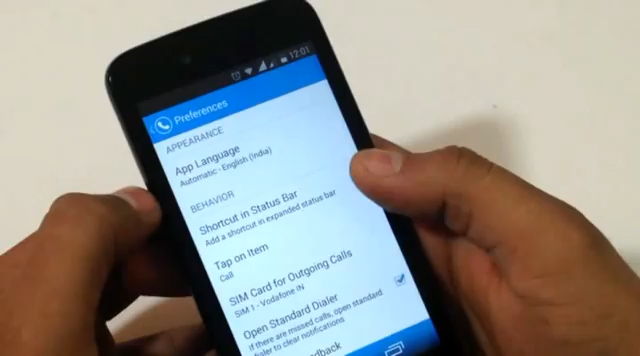 12:01
Preferences
APPEARANCE
App Language
Automatic - English (India)
BEHAVIOR
Shortcut in Status Bar
Add a shortcut in expanded status bar
Tap on Item
Call
SIM Card for Outgoing Calls
SIM 1 - Vodafone IN
Open Standard Dialer
If there are missed calls, open standard
dialer to clear notifications